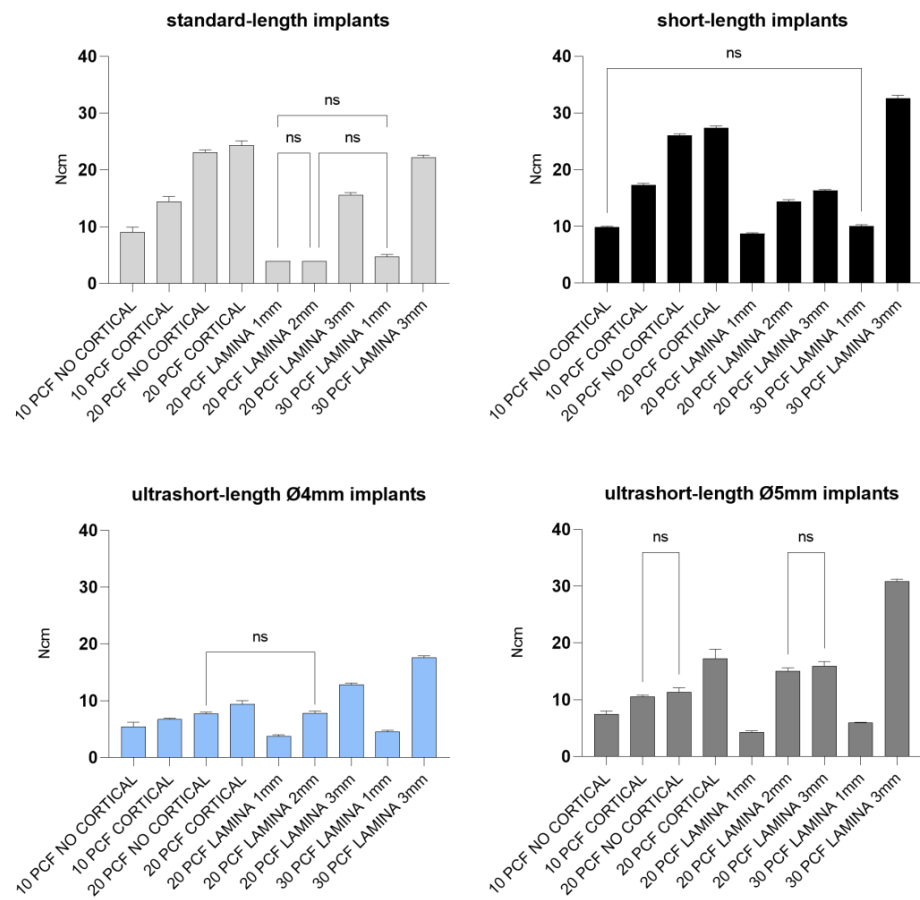 standard-length implants
40
30
20
10
0
Ncm
ns
ns
ns
10 PCF NO CORTICAL
10 PCF CORTICAL
20 PCF NO CORTICAL
20 PCF CORTICAL
20 PCF LAMINA 1mm
20 PCF LAMINA 2mm
20 PCF LAMINA 3mm
30 PCF LAMINA 1mm
30 PCF LAMINA 3mm
short-length implants
40
30
20
10
0
Ncm
ns
10 PCF NO CORTICAL
10 PCF CORTICAL
20 PCF NO CORTICAL
20 PCF CORTICAL
20 PCF LAMINA 1mm
20 PCF LAMINA 2mm
20 PCF LAMINA 3mm
30 PCF LAMINA 1mm
30 PCF LAMINA 3mm
ultrashort-length Ø4mm implants
40
30
20
10
0
Ncm
ns
10 PCF NO CORTICAL
10 PCF CORTICAL
20 PCF NO CORTICAL
20 PCF CORTICAL
20 PCF LAMINA 1mm
20 PCF LAMINA 2mm
20 PCF LAMINA 3mm
30 PCF LAMINA 1mm
30 PCF LAMINA 3mm
ultrashort-length Ø5mm implants
40
30
20
10
0
Ncm
ns
ns
10 PCF NO CORTICAL
10 PCF CORTICAL
20 PCF NO CORTICAL
20 PCF CORTICAL
20 PCF LAMINA 1mm
20 PCF LAMINA 2mm
20 PCF LAMINA 3mm
30 PCF LAMINA 1mm
30 PCF LAMINA 3mm